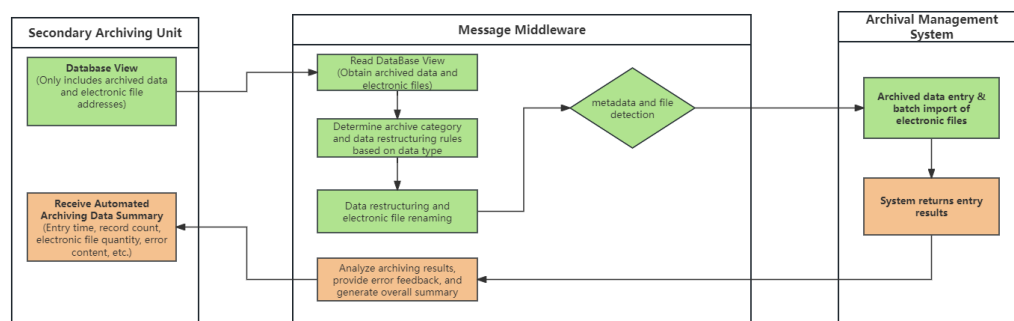 Secondary Archiving Unit
Database View
(Only includes archived data
and electronic file
addresses)
Receive Automated
Archiving Data Summary
(Entry time, record count,
electronic file quantity, error
content, etc.)
Message Middleware
Read DataBase View
(Obtain archived data and
electronic files)
Determine archive category
and data restructuring rules
based on data type
Data restructuring and
electronic file renaming
metadata and file
detection
Analyze archiving results,
provide error feedback, and
generate overall summary
Archival Management
System
Archived data entry &
batch import of
electronic files
System returns entry
results